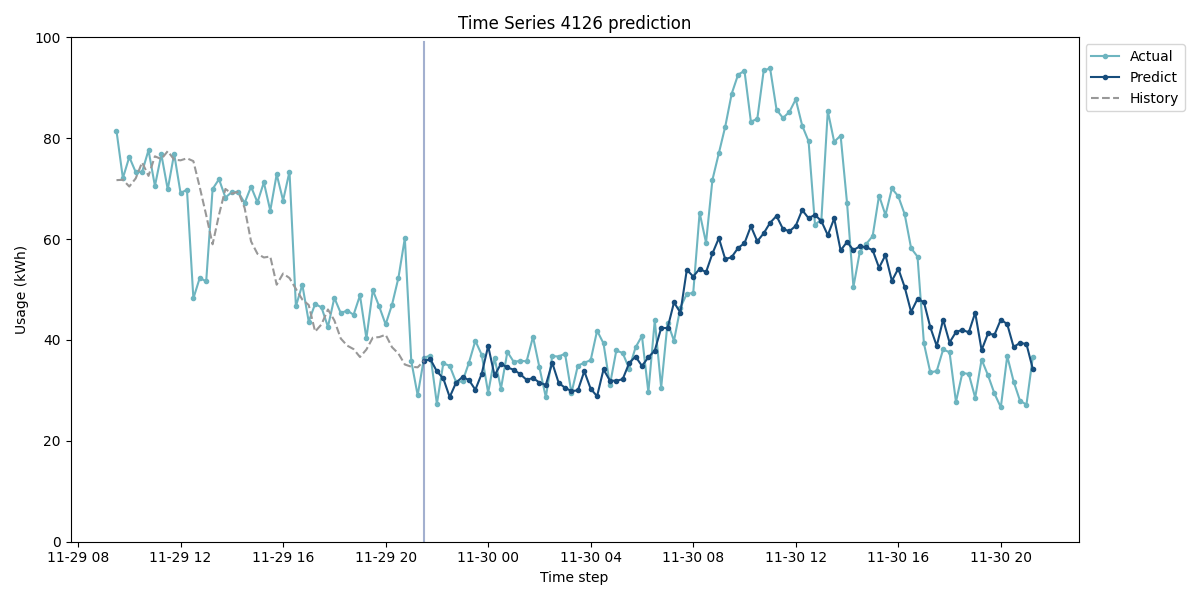 Time Series 4126 prediction
Actual
Predict
History
Usage (kWh)
100
80
60
40
20
0
11-29 08
11-29 12
11-29 16
11-29 20
11-30 00
11-30 04
11-30 08
11-30 12
11-30 16
11-30 20
Time step